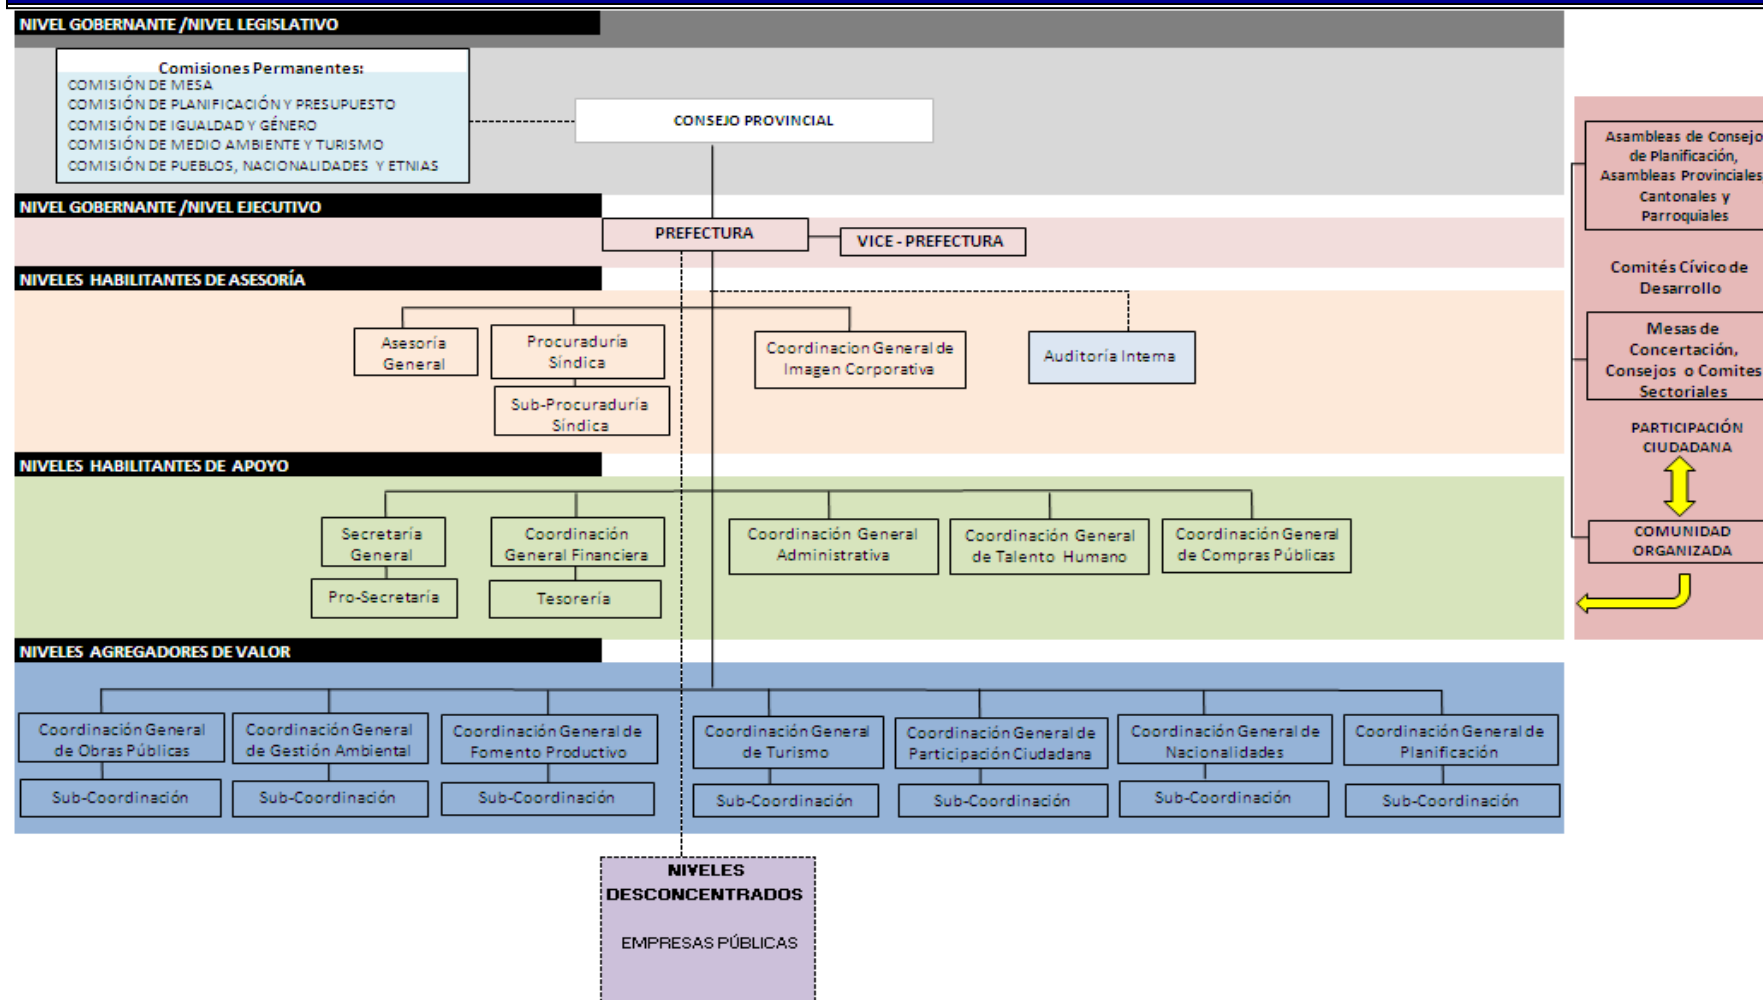 NIVEL GOBERNANTE /NIVEL LEGISLATIVO
Comisiones Permanentes:
COMISIÓN DE MESA
COMISIÓN DE PLANIFICACIÓN Y PRESUPUESTO
COMISIÓN DE IGUALDAD Y GÉNERO
COMISIÓN DE MEDIO AMBIENTE Y TURISMO
COMISIÓN DE PUEBLOS, NACIONALIDADES Y ETNIAS
CONSEJO PROVINCIAL
NIVEL GOBERNANTE /NIVEL EJECUTIVO
PREFECTURA
VICE - PREFECTURA
NIVELES HABILITANTES DE ASESORÍA
Asesoría
General
Procuraduría
Síndica
Sub-Procuraduría
Síndica
Coordinacion General de
Imagen Corporativa
Auditoría Interna
NIVELES HABILITANTES DE APOYO
Secretaría
General
Pro-Secretaría
Coordinación
General Financiera
Tesorería
Coordinación General
Administrativa
Coordinación General
de Talento Humano
Coordinación General
de Compras Públicas
NIVELES AGREGADORES DE VALOR
Coordinación General
de Obras Públicas
Sub-Coordinación
Coordinación General
de Gestión Ambiental
Sub-Coordinación
Coordinación General de
Fomento Productivo
Sub-Coordinación
Coordinación General
de Turismo
Sub-Coordinación
Coordinación General de
Participación Ciudadana
Sub-Coordinación
Coordinación General de
Nacionalidades
Sub-Coordinación
Coordinación General de
Planificación
Sub-Coordinación
NIVELES
DESCONCENTRADOS
EMPRESAS PÚBLICAS
Asambleas de Consejo
de Planificación,
Asambleas Provinciales
Cantonales y
Parroquiales
Comités Cívico de
Desarrollo
Mesas de
Concertación,
Consejos o Comites
Sectoriales
PARTICIPACIÓN
CIUDADANA
COMUNIDAD
ORGANIZADA